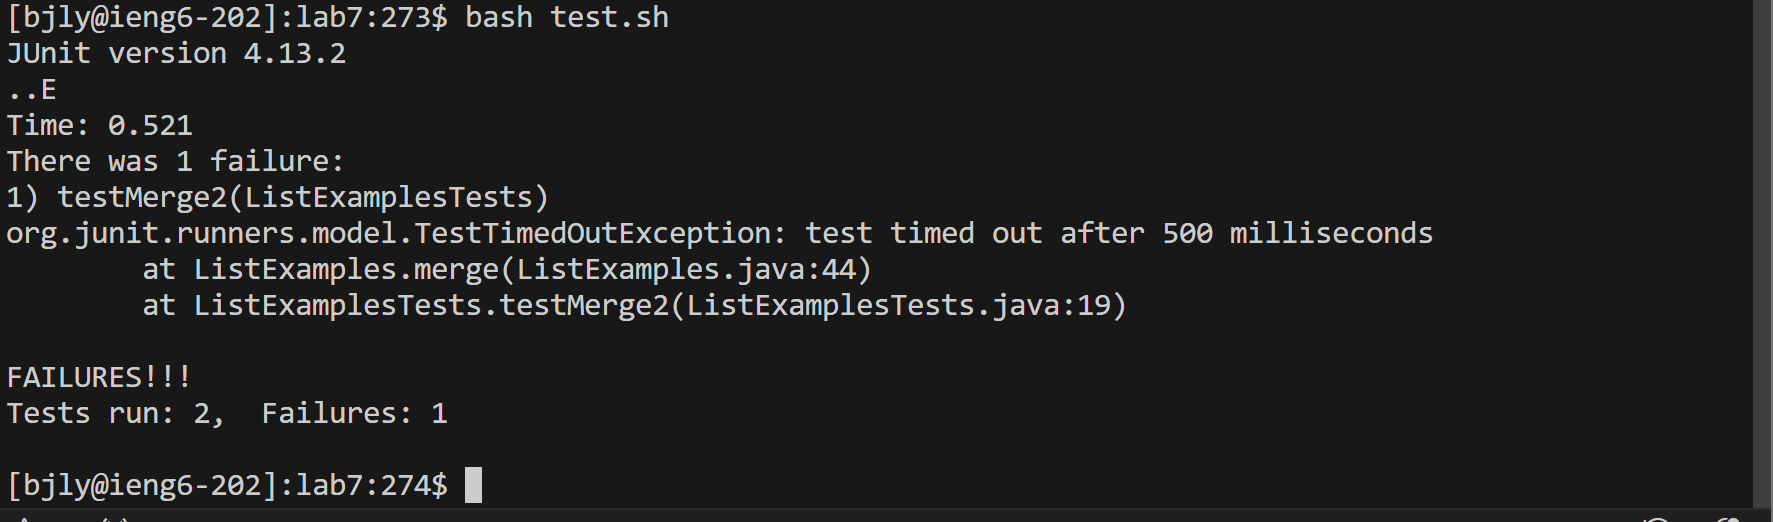 [bjly@ieng6-202]:lab7:273$ bash test.sh
JUnit version 4.13.2
..E
Time: 0.521
There was 1 failure:
1) testMerge2(ListExamplesTests)
org.junit.runners.model.TestTimedOutException: test timed out after 500 milliseconds
        at ListExamples.merge(ListExamples.java:44)
        at ListExamplesTests.testMerge2(ListExamplesTests.java:19)

FAILURES!!!
Tests run: 2,  Failures: 1

[bjly@ieng6-202]:lab7:274$